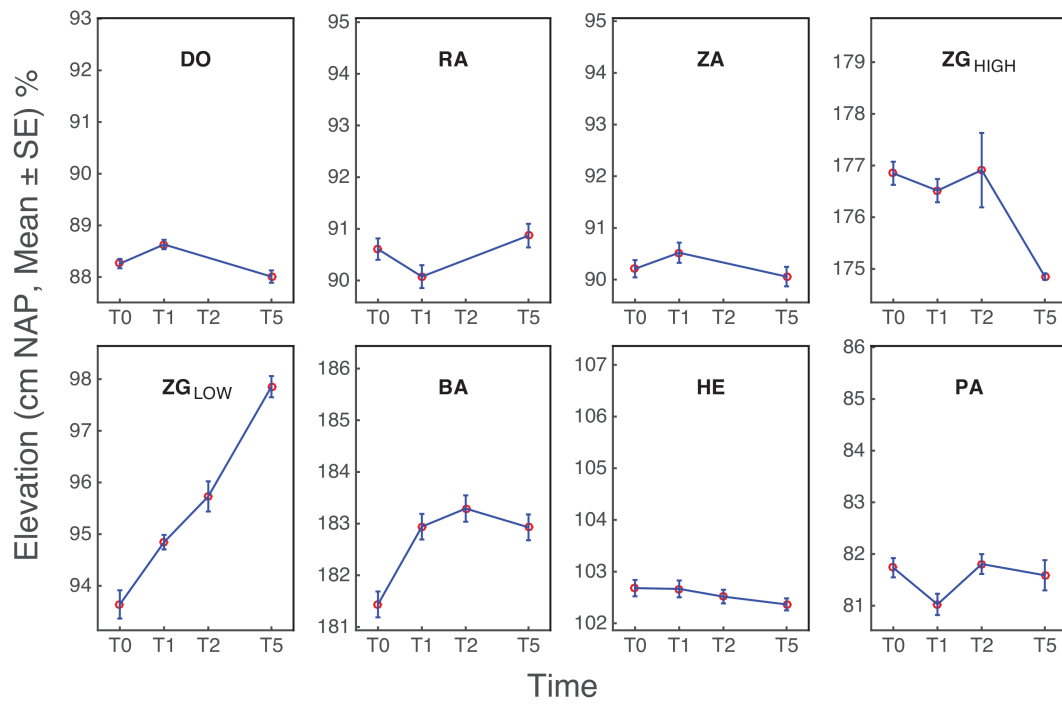 Elevation (cm NAP, Mean ± SE) %
DO
93
92
91
90
89
88
T0 T1 T2 T5
RA
95
94
93
92
91
90
T0 T1 T2 T5
ZA
95
94
93
92
91
90
T0 T1 T2 T5
ZG HIGH
179
178
177
176
175
T0 T1 T2 T5
ZG LOW
98
97
96
95
94
T0 T1 T2 T5
BA
186
185
184
183
182
181
T0 T1 T2 T5
HE
107
106
105
104
103
102
T0 T1 T2 T5
PA
86
85
84
83
82
81
T0 T1 T2 T5
Time